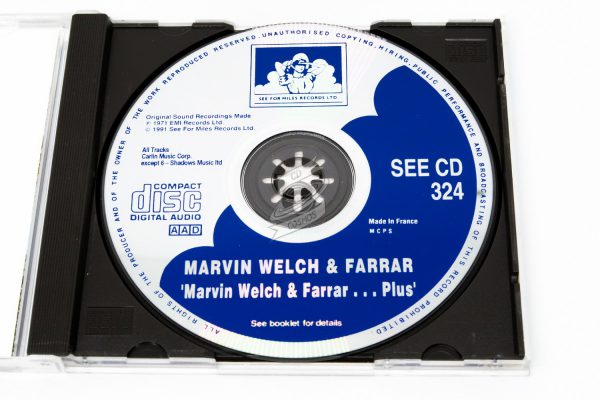 ALL RIGHTS OF THE PRODUCER AND OF THE OWNER OF THE WORK REPRODUCED RESERVED. UNAUTHORISED COPYING, HIRING, PUBLIC PERFORMANCE AND BROADCASTING OF THIS RECORD PROHIBITED
SEE FOR MILES RECORDS LTD.
Original Sound Recordings Made
℗ 1971 EMI Records Ltd.
© 1991 See For Miles Records Ltd.
All Tracks
Carlin Music Corp.
except 6 – Shadows Music ltd
COMPACT
disc
DIGITAL AUDIO
AAD
SEE CD
324
Made in France
MCPS
MARVIN WELCH & FARRAR
'Marvin Welch & Farrar . . . Plus'
See booklet for details